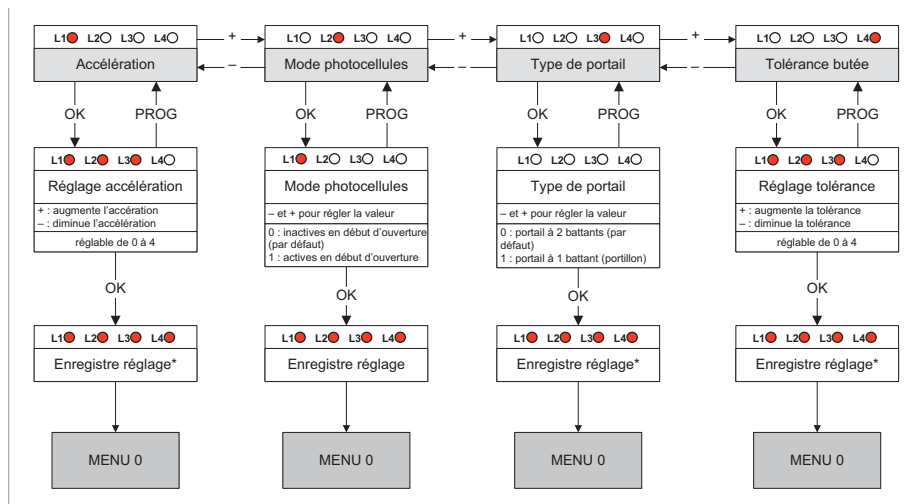 L1 L2 L3 L4 + L1 L2 L3 L4 + L1 L2 L3 L4 + L1 L2 L3 L4
Accélération – Mode photocellules – Type de portail – Tolérance butée
OK PROG OK PROG OK PROG OK PROG
L1 L2 L3 L4
Réglage accélération
+ : augmente l'accération
– : diminue l'accélération
réglable de 0 à 4
L1 L2 L3 L4
Mode photocellules
– et + pour régler la valeur
0 : inactives en début d'ouverture
(par défaut)
1 : actives en début d'ouverture
L1 L2 L3 L4
Type de portail
– et + pour régler la valeur
0 : portail à 2 battants (par
défaut)
1 : portail à 1 battant (portillon)
L1 L2 L3 L4
Réglage tolérance
+ : augmente la tolérance
– : diminue la tolérance
réglable de 0 à 4
OK OK OK OK
L1 L2 L3 L4 L1 L2 L3 L4 L1 L2 L3 L4 L1 L2 L3 L4
Enregistre réglage* Enregistre réglage Enregistre réglage* Enregistre réglage*
MENU 0 MENU 0 MENU 0 MENU 0